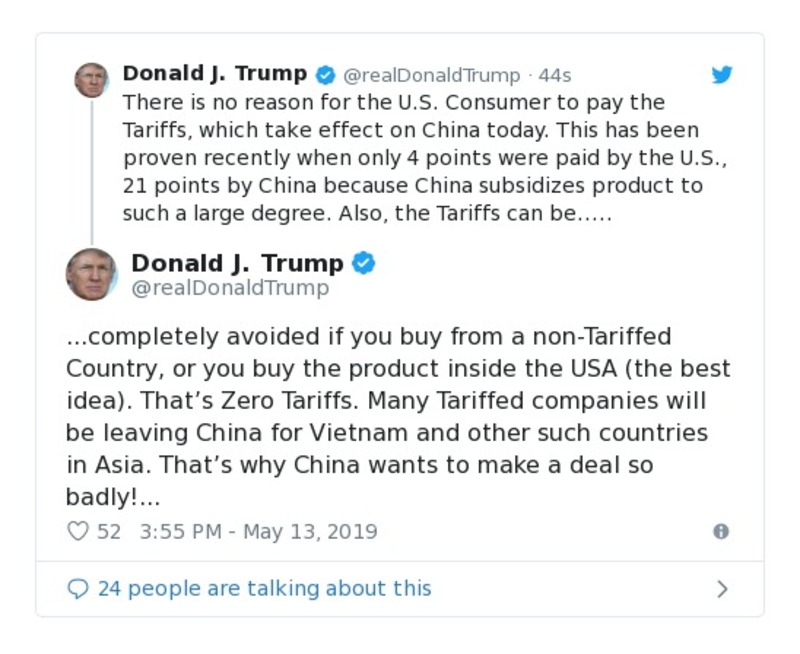 Donald J. Trump @realDonaldTrump · 44s
There is no reason for the U.S. Consumer to pay the
Tariffs, which take effect on China today. This has been
proven recently when only 4 points were paid by the U.S.,
21 points by China because China subsidizes product to
such a large degree. Also, the Tariffs can be.....
Donald J. Trump
@realDonaldTrump
...completely avoided if you buy from a non-Tariffed
Country, or you buy the product inside the USA (the best
idea). That’s Zero Tariffs. Many Tariffed companies will
be leaving China for Vietnam and other such countries
in Asia. That’s why China wants to make a deal so
badly!...
52 3:55 PM - May 13, 2019
24 people are talking about this